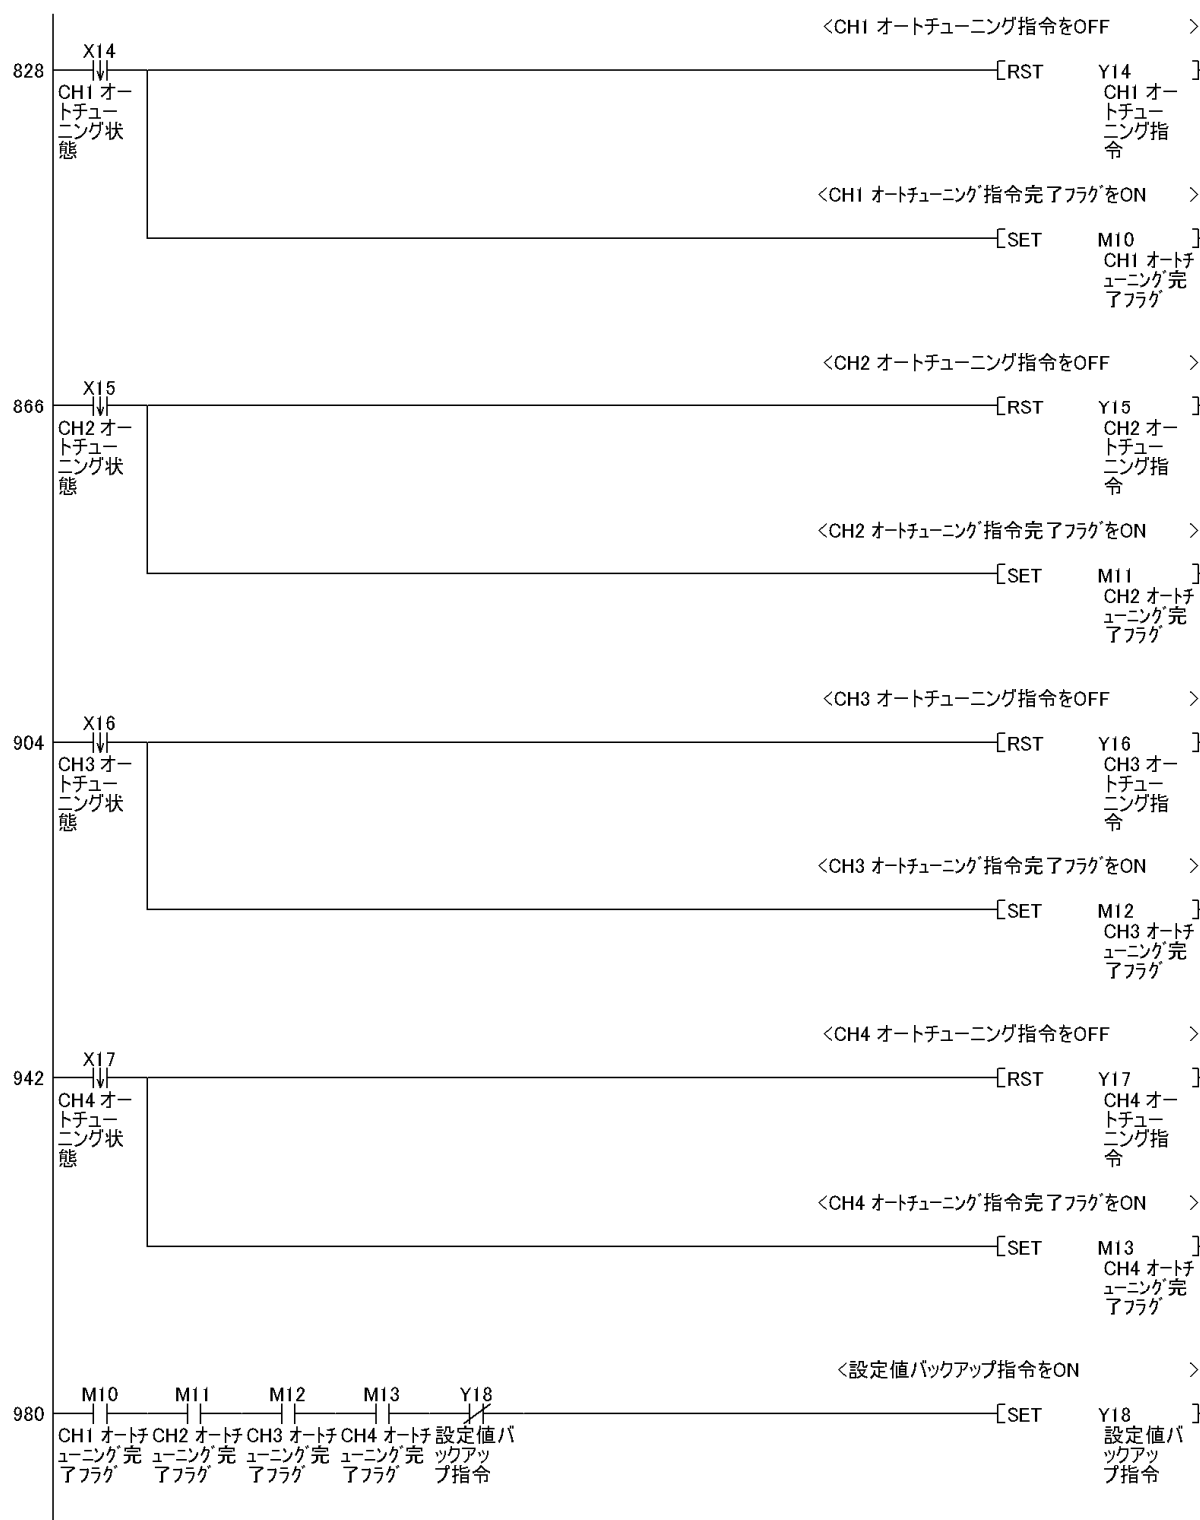 <CH1 オートチューニング指令をOFF >
X14
828
[RST Y14 ]
CH1 オー
トチュー
ニング状
態
CH1 オー
トチュー
ニング指
令
<CH1 オートチューニング指令完了フラグをON >
[SET M10 ]
CH1 オートチ
ューニング完
了フラグ
<CH2 オートチューニング指令をOFF >
X15
866
[RST Y15 ]
CH2 オー
トチュー
ニング状
態
CH2 オー
トチュー
ニング指
令
<CH2 オートチューニング指令完了フラグをON >
[SET M11 ]
CH2 オートチ
ューニング完
了フラグ
<CH3 オートチューニング指令をOFF >
X16
904
[RST Y16 ]
CH3 オー
トチュー
ニング状
態
CH3 オー
トチュー
ニング指
令
<CH3 オートチューニング指令完了フラグをON >
[SET M12 ]
CH3 オートチ
ューニング完
了フラグ
<CH4 オートチューニング指令をOFF >
X17
942
[RST Y17 ]
CH4 オー
トチュー
ニング状
態
CH4 オー
トチュー
ニング指
令
<CH4 オートチューニング指令完了フラグをON >
[SET M13 ]
CH4 オートチ
ューニング完
了フラグ
<設定値バックアップ指令をON >
M10 M11 M12 M13 Y18
980
[SET Y18 ]
CH1 オートチ
ューニング完
了フラグ
CH2 オートチ
ューニング完
了フラグ
CH3 オートチ
ューニング完
了フラグ
CH4 オートチ
ューニング完
了フラグ
設定値バ
ックアッ
プ指令
設定値バ
ックアッ
プ指令